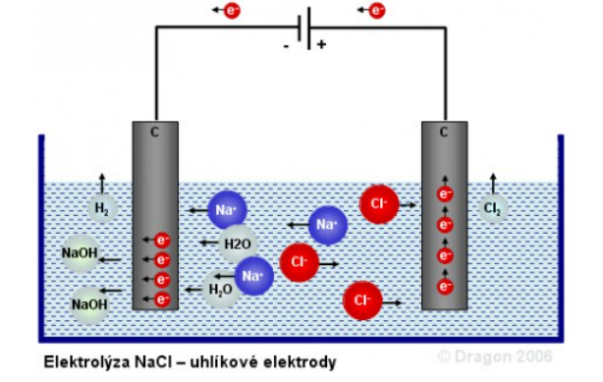 e-
e-
- +
C
C
H₂
Na⁺
Cl⁻
e-
Cl₂
Na⁺
e-
NaOH
e-
H2O
e-
Cl⁻
Na⁺
e-
e-
H₂O
e-
NaOH
e-
Cl⁻
Elektrolýza NaCl – uhlíkové elektrody
© Dragon 2006